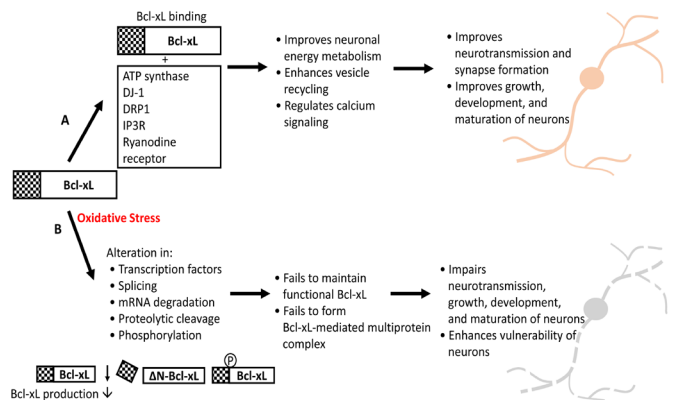 Bcl-xL binding
Bcl-xL
+
ATP synthase
DJ-1
DRP1
IP3R
Ryanodine
receptor
• Improves neuronal
energy metabolism
• Enhances vesicle
recycling
• Regulates calcium
signaling
• Improves
neurotransmission and
synapse formation
• Improves growth,
development, and
maturation of neurons
A
Bcl-xL
Oxidative Stress
B
Alteration in:
• Transcription factors
• Splicing
• mRNA degradation
• Proteolytic cleavage
• Phosphorylation
• Fails to maintain
functional Bcl-xL
• Fails to form
Bcl-xL-mediated multiprotein
complex
• Impairs
neurotransmission,
growth, development,
and maturation of neurons
• Enhances vulnerability of
neurons
P
Bcl-xL ↓ ΔN-Bcl-xL Bcl-xL
Bcl-xL production ↓